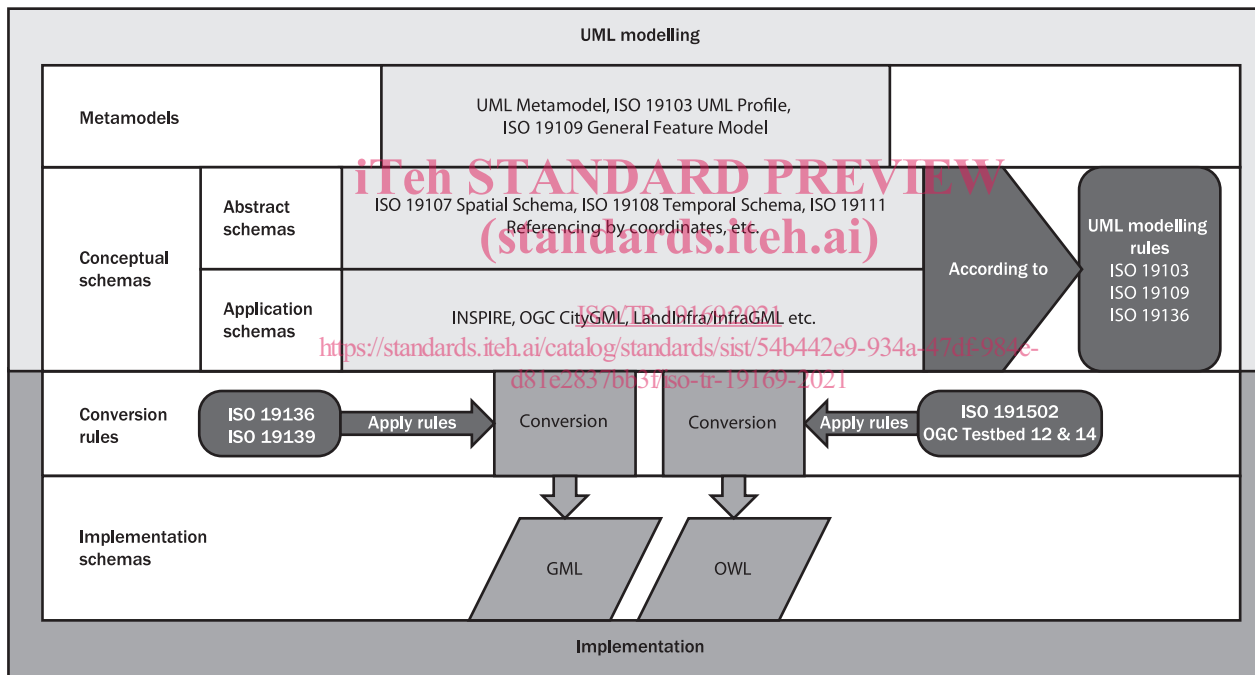 UML modelling
Metamodels
UML Metamodel, ISO 19103 UML Profile,
ISO 19109 General Feature Model
iTeh STANDARD PREVIEW
(standards.iteh.ai)
Conceptual
schemas
Abstract
schemas
ISO 19107 Spatial Schema, ISO 19108 Temporal Schema, ISO 19111
Referencing by coordinates, etc.
Application
schemas
INSPIRE, OGC CityGML, LandInfra/InfraGML etc.
ISO/TR 19169:2021
https://standards.iteh.ai/catalog/standards/sist/54b442e9-934a-47df-984e-
d81e2837bb3f/iso-tr-19169-2021
According to
UML modelling
rules
ISO 19103
ISO 19109
ISO 19136
Conversion
rules
ISO 19136
ISO 19139
Apply rules
Conversion
Conversion
Apply rules
ISO 191502
OGC Testbed 12 & 14
Implementation
schemas
GML
OWL
Implementation